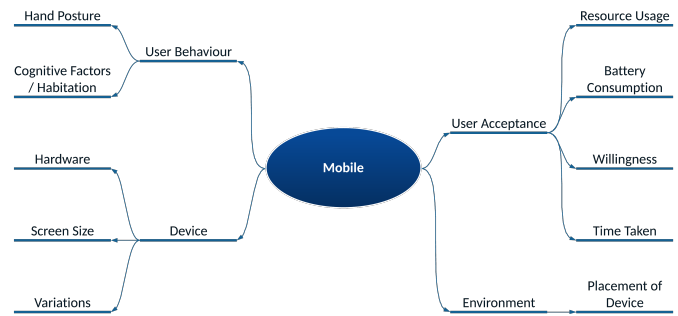 Hand Posture
User Behaviour
Cognitive Factors
/ Habitation
Hardware
Screen Size
Device
Variations
Mobile
Resource Usage
Battery
Consumption
User Acceptance
Willingness
Time Taken
Environment
Placement of
Device